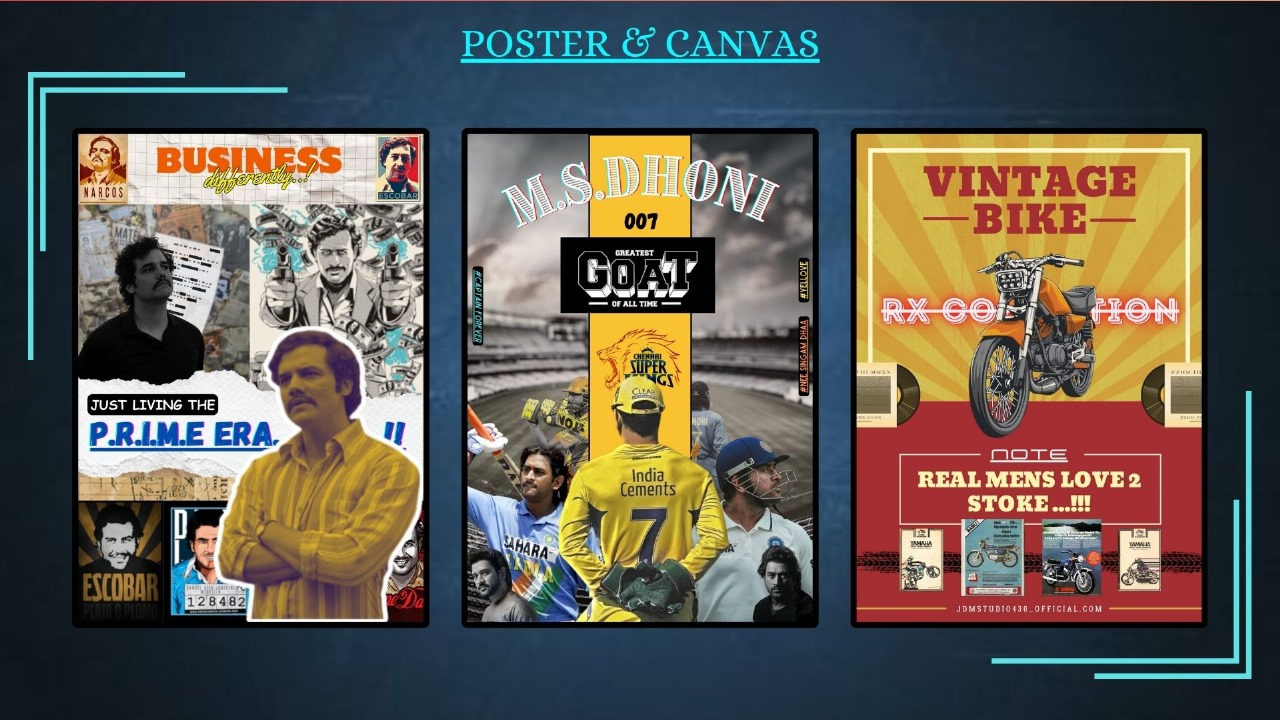 POSTER & CANVAS
NARCOS
BUSINESS
differently...!
ESCOBAR
JUST LIVING THE
P.R.I.M.E ERA. !!
ESCOBAR
PLATA O PLOMO
128482
M.S.DHONI
007
GREATEST
GOAT
OF ALL TIME
#CAPTAIN FOREVER
#YELLOVE
#NEE SINGAM DHAA
CHENNAI
SUPER
KINGS
CLEAR
India
Cements
7
SAHARA
VINTAGE
BIKE
RX CO TION
NOTE
REAL MENS LOVE 2
STOKE ...!!!
YAMAHA
YAMAHA
JDMSTUDIO430_OFFICIAL.COM